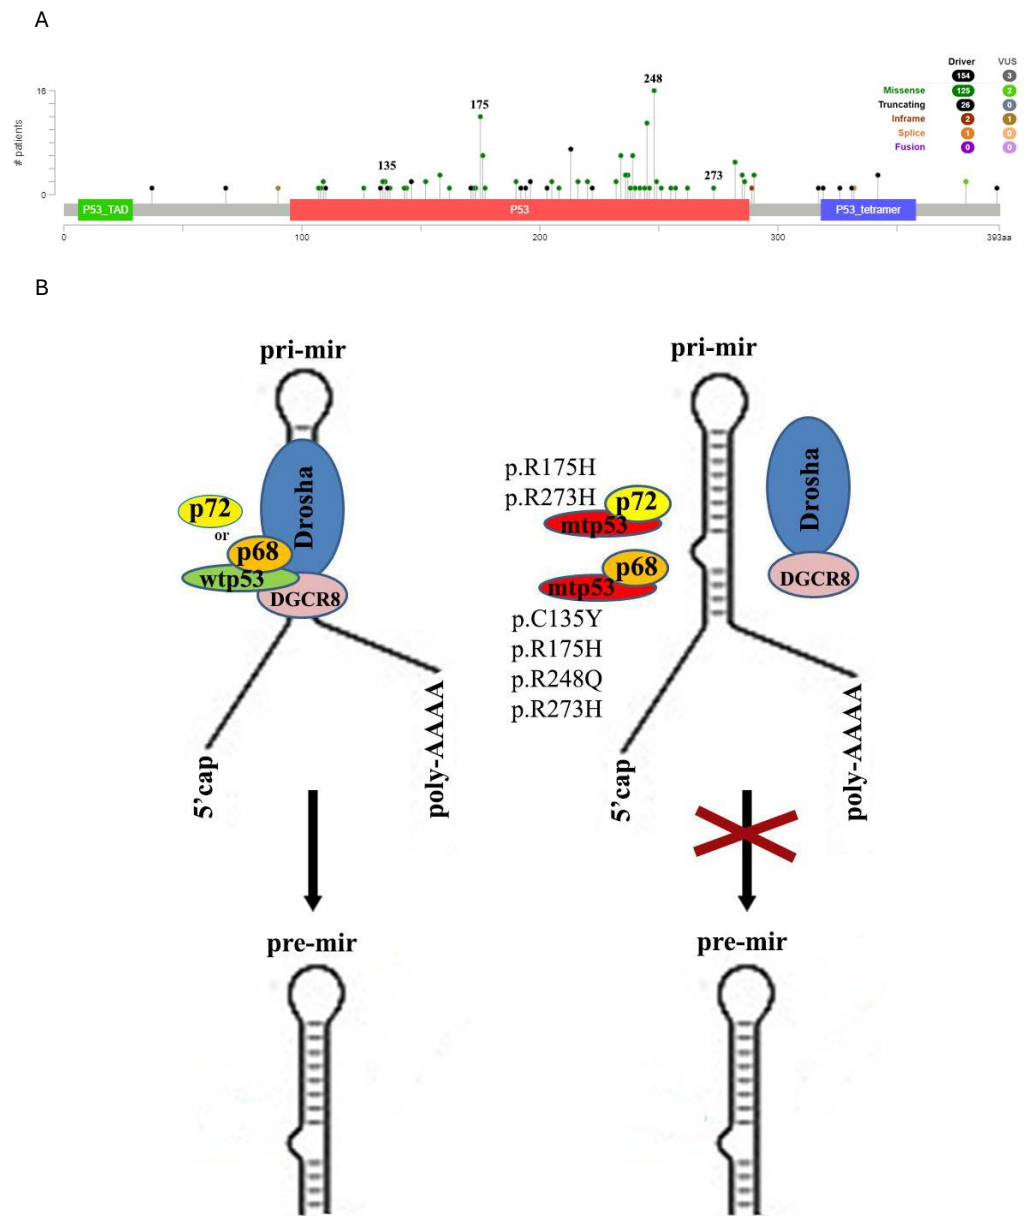 A
Driver VUS
154 3
Missense 125 2
Truncating 26 0
Inframe 2 1
Splice 1 0
Fusion 0 0
# patients
16
0
135
175
248
273
P53_TAD
P53
P53_tetramer
0
100
200
300
393aa
B
pri-mir
Drosha
p72
or
p68
wtp53
DGCR8
5'cap
poly-AAAA
pre-mir
pri-mir
p.R175H
p.R273H
p72
mtp53
p68
mtp53
p.C135Y
p.R175H
p.R248Q
p.R273H
Drosha
DGCR8
5'cap
poly-AAAA
pre-mir